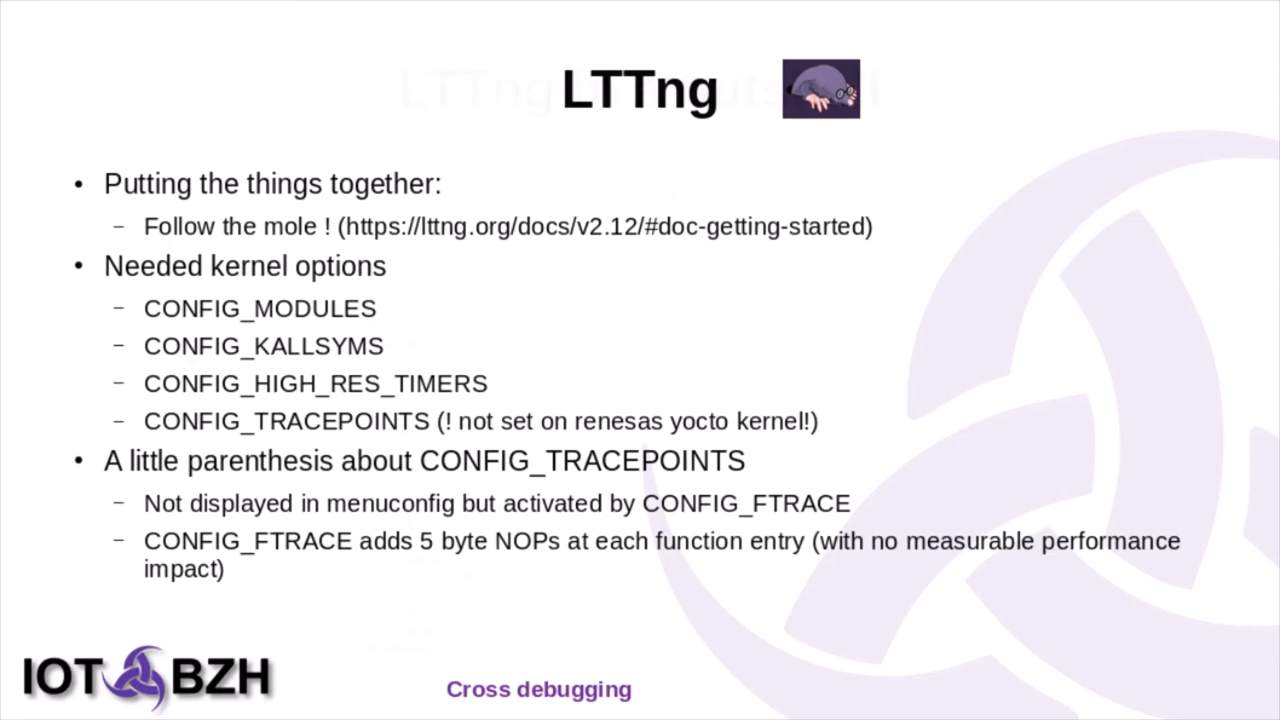 LTTng
• Putting the things together:
– Follow the mole ! (https://lttng.org/docs/v2.12/#doc-getting-started)
• Needed kernel options
– CONFIG_MODULES
– CONFIG_KALLSYMS
– CONFIG_HIGH_RES_TIMERS
– CONFIG_TRACEPOINTS (! not set on renesas yocto kernel!)
• A little parenthesis about CONFIG_TRACEPOINTS
– Not displayed in menuconfig but activated by CONFIG_FTRACE
– CONFIG_FTRACE adds 5 byte NOPs at each function entry (with no measurable performance
impact)
IOT BZH
Cross debugging